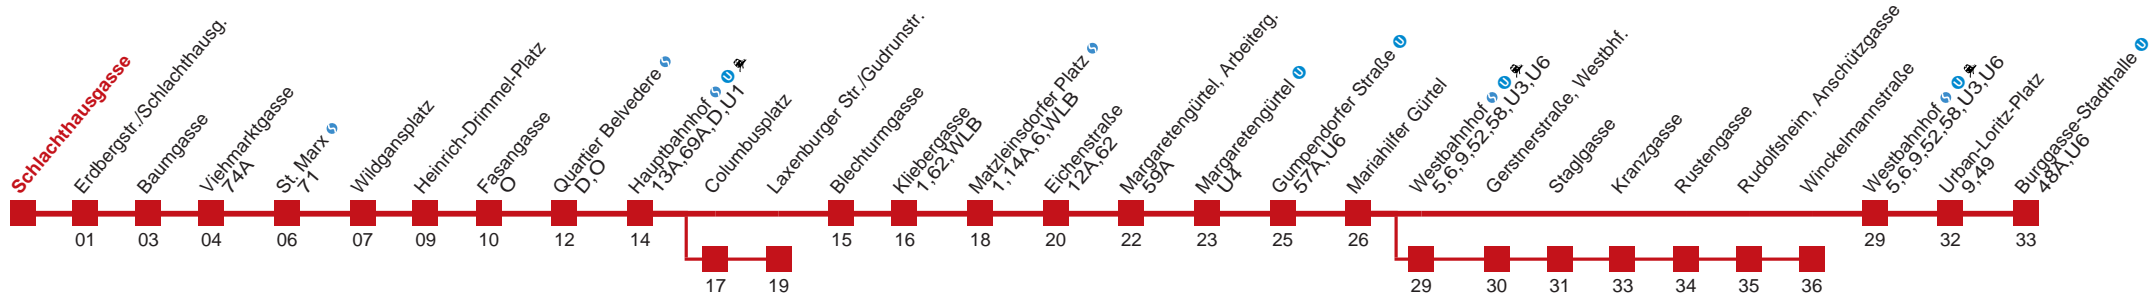 Schlachthausgasse
Erdbergstr./Schlachthausg.
Baumgasse
Viehmarktgasse
74A
St. Marx S
71
Wildgansplatz
Heinrich-Drimmel-Platz
Fasangasse
O
Quartier Belvedere S
D,O
Hauptbahnhof S U
13A,69A,D,U1
Columbusplatz
Laxenburger Str./Gudrunstr.
Blechturmgasse
Kliebergasse
1,62,WLB
Matzleinsdorfer Platz S
1,14A,6,WLB
Eichenstraße
12A,62
Margaretengürtel, Arbeiterg.
59A
Margaretengürtel U
U4
Gumpendorfer Straße U
57A,U6
Mariahilfer Gürtel
Westbahnhof S U
5,6,9,52,58,U3,U6
Gerstnerstraße, Westbhf.
Staglgasse
Kranzgasse
Rustengasse
Rudolfsheim, Anschützgasse
Winckelmannstraße
Westbahnhof S U
5,6,9,52,58,U3,U6
Urban-Loritz-Platz
9,49
Burggasse-Stadthalle U
48A,U6
01 03 04 06 07 09 10 12 14 15 16 18 20 22 23 25 26 29 32 33
17 19 29 30 31 33 34 35 36